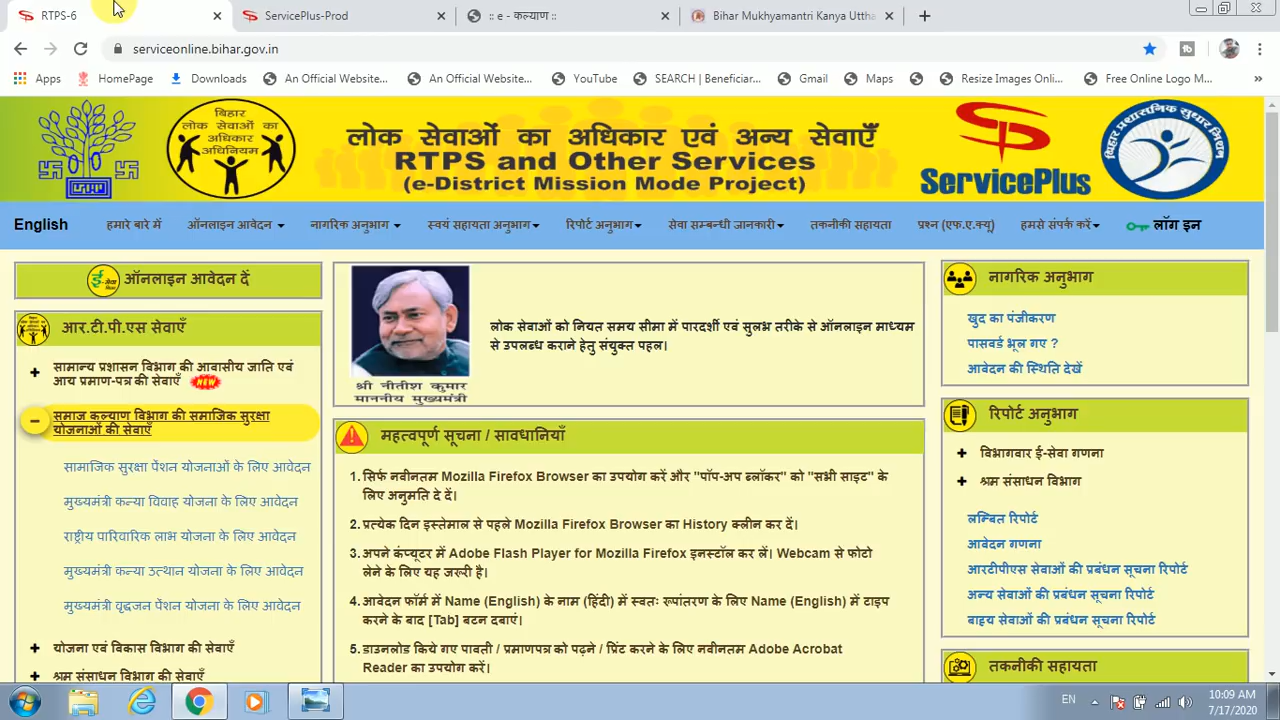 RTPS-6
ServicePlus-Prod
:: e - कल्याण ::
Bihar Mukhyamantri Kanya Uttha
serviceonline.bihar.gov.in
Apps
HomePage
Downloads
An Official Website...
An Official Website...
YouTube
SEARCH | Beneficiar...
Gmail
Maps
Resize Images Onli...
Free Online Logo M...
»
बिहार
लोक सेवाओं का
अधिकार
अधिनियम
लोक सेवाओं का अधिकार एवं अन्य सेवाएँ
RTPS and Other Services
(e-District Mission Mode Project)
ServicePlus
बिहार प्रशासनिक सुधार मिशन
English
हमारे बारे में
ऑनलाइन आवेदन
नागरिक अनुभाग
स्वयं सहायता अनुभाग
रिपोर्ट अनुभाग
सेवा सम्बन्धी जानकारी
तकनीकी सहायता
प्रश्न (एफ.ए.क्यू)
हमसे संपर्क करें
लॉग इन
ऑनलाइन आवेदन दें
आर.टी.पी.एस सेवाएँ
+ सामान्य प्रशासन विभाग की आवासीय जाति एवं
आय प्रमाण-पत्र की सेवाएँ NEW
− समाज कल्याण विभाग की समाजिक सुरक्षा
योजनाओं की सेवाएँ
सामाजिक सुरक्षा पेंशन योजनाओं के लिए आवेदन
मुख्यमंत्री कन्या विवाह योजना के लिए आवेदन
राष्ट्रीय पारिवारिक लाभ योजना के लिए आवेदन
मुख्यमंत्री कन्या उत्थान योजना के लिए आवेदन
मुख्यमंत्री वृद्धजन पेंशन योजना के लिए आवेदन
+ योजना एवं विकास विभाग की सेवाएँ
+ श्रम संसाधन विभाग की सेवाएँ
श्री नीतीश कुमार
माननीय मुख्यमंत्री
लोक सेवाओं को नियत समय सीमा में पारदर्शी एवं सुलभ तरीके से ऑनलाइन माध्यम
से उपलब्ध कराने हेतु संयुक्त पहल।
महत्वपूर्ण सूचना / सावधानियाँ
1. सिर्फ नवीनतम Mozilla Firefox Browser का उपयोग करें और "पॉप-अप ब्लॉकर" को "सभी साइट" के
लिए अनुमति दे दें।
2. प्रत्येक दिन इस्तेमाल से पहले Mozilla Firefox Browser का History क्लीन कर दें।
3. अपने कंप्यूटर में Adobe Flash Player for Mozilla Firefox इनस्टॉल कर लें। Webcam से फोटो
लेने के लिए यह जरूरी है।
4. आवेदन फॉर्म में Name (English) के नाम (हिंदी) में स्वतः रूपांतरण के लिए Name (English) में टाइप
करने के बाद [Tab] बटन दबाएं।
5. डाउनलोड किये गए पावती / प्रमाणपत्र को पढ़ने / प्रिंट करने के लिए नवीनतम Adobe Acrobat
Reader का उपयोग करें।
नागरिक अनुभाग
खुद का पंजीकरण
पासवर्ड भूल गए ?
आवेदन की स्थिति देखें
रिपोर्ट अनुभाग
+ विभागवार ई-सेवा गणना
+ श्रम संसाधन विभाग
लम्बित रिपोर्ट
आवेदन गणना
आरटीपीएस सेवाओं की प्रबंधन सूचना रिपोर्ट
अन्य सेवाओं की प्रबंधन सूचना रिपोर्ट
बाहय सेवाओं की प्रबंधन सूचना रिपोर्ट
तकनीकी सहायता
EN
10:09 AM
7/17/2020